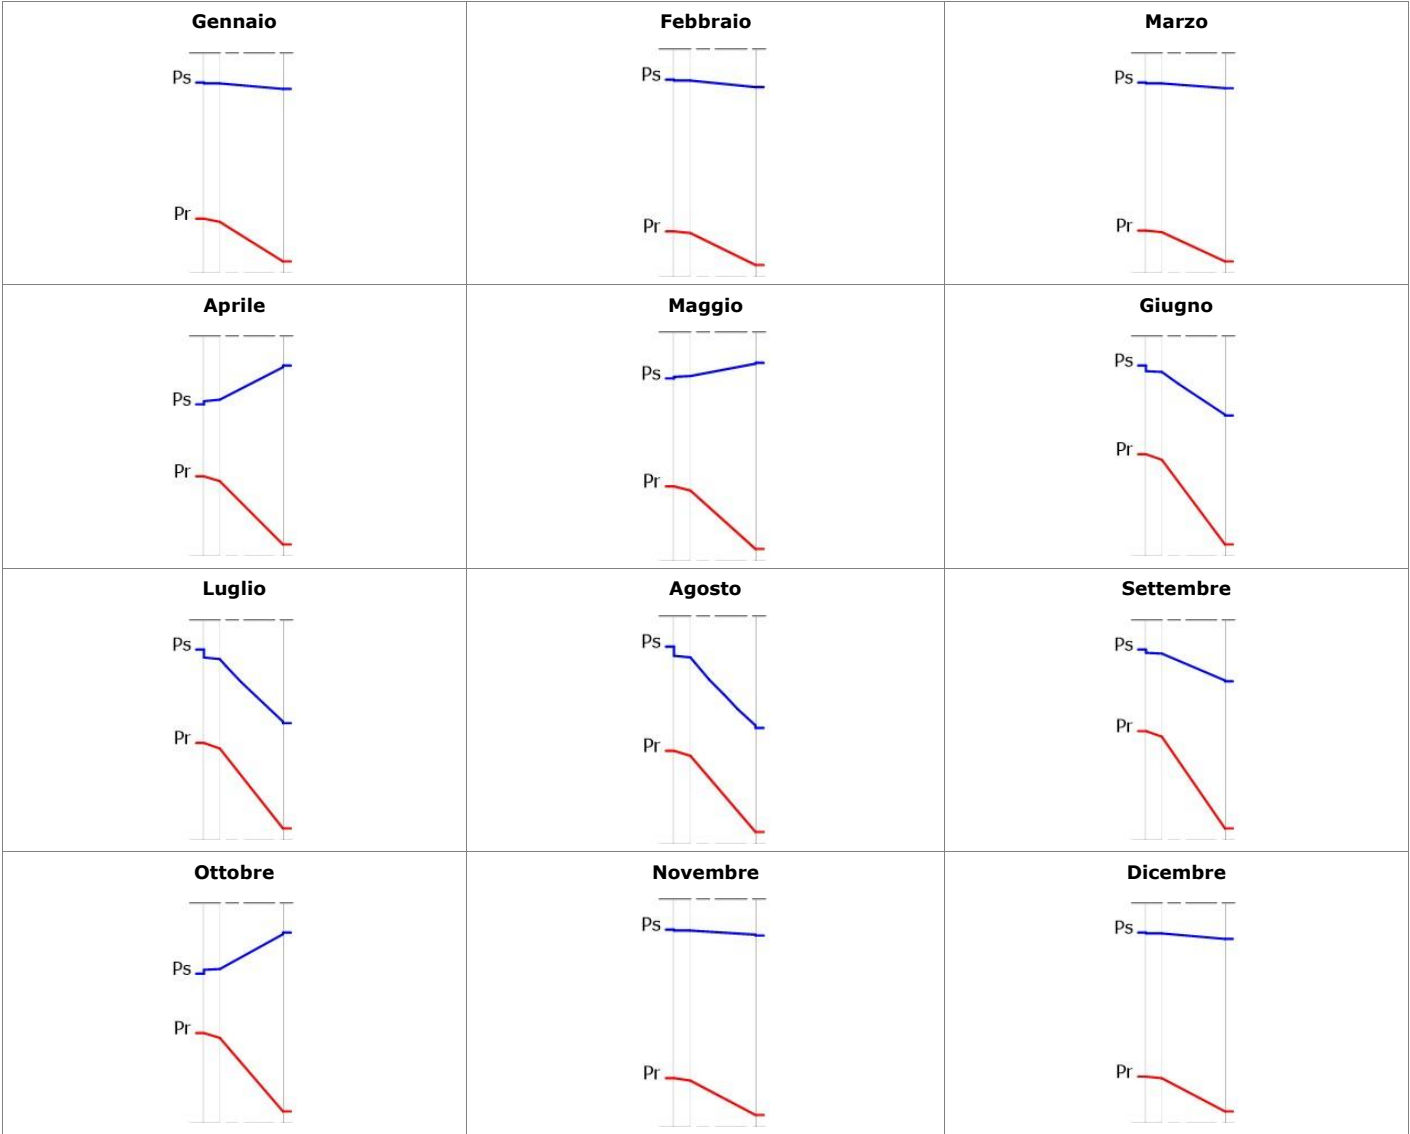 Gennaio
Febbraio
Marzo
Ps
Ps
Ps
Pr
Pr
Pr
Aprile
Maggio
Giugno
Ps
Ps
Ps
Pr
Pr
Pr
Luglio
Agosto
Settembre
Ps
Ps
Ps
Pr
Pr
Pr
Ottobre
Novembre
Dicembre
Ps
Ps
Ps
Pr
Pr
Pr